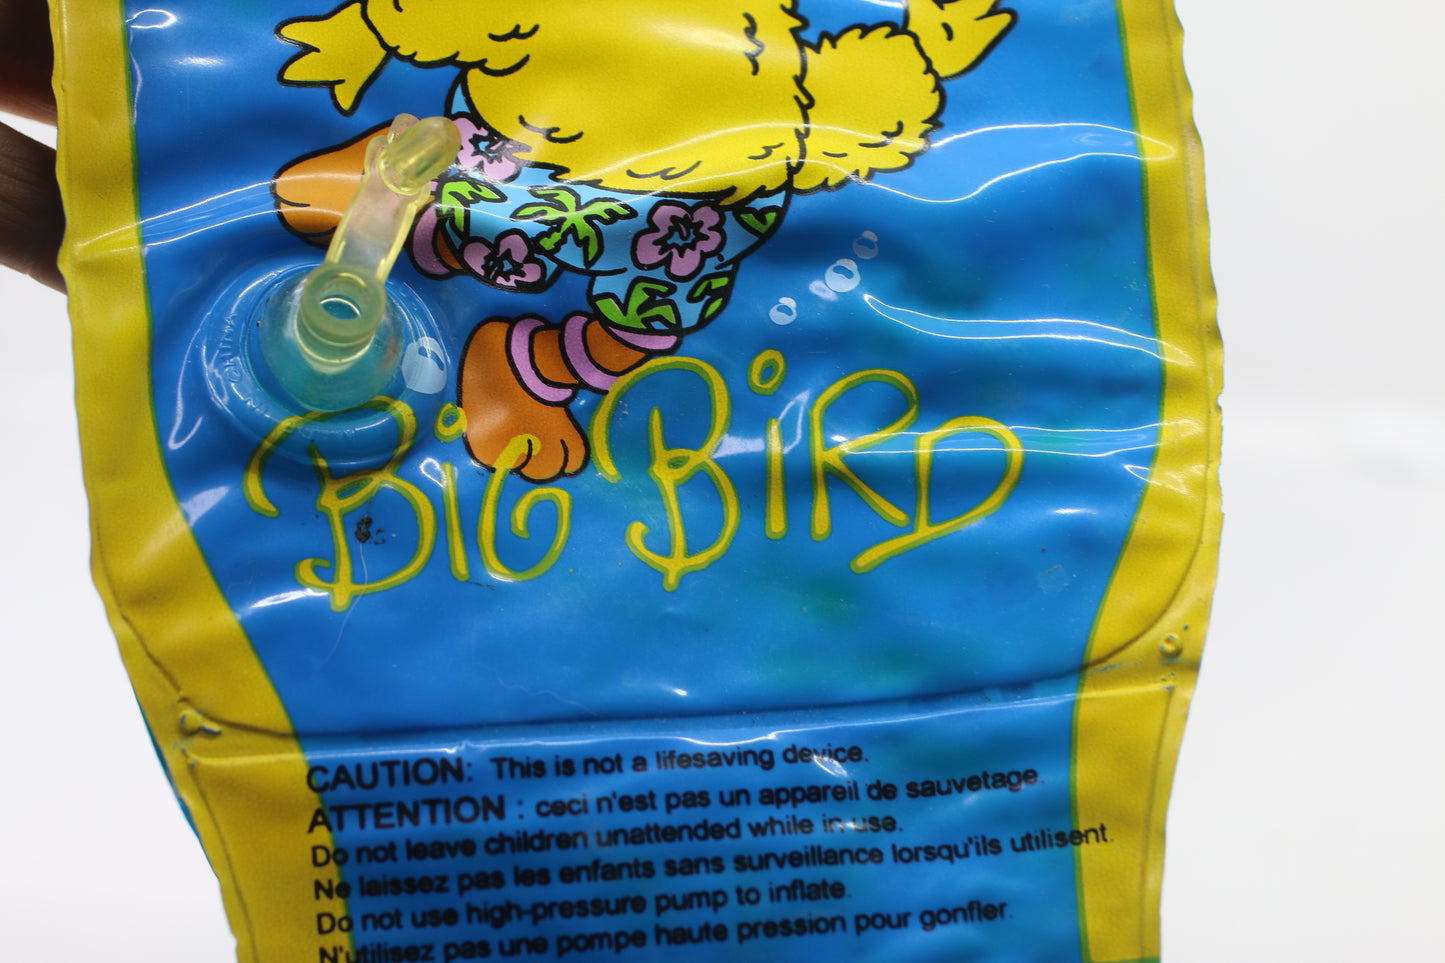 BiG BiRD
CAUTION: This is not a lifesaving device.
ATTENTION : ceci n'est pas un appareil de sauvetage.
Do not leave children unattended while in use.
Ne laissez pas les enfants sans surveillance lorsqu'ils utilisent.
Do not use high-pressure pump to inflate.
N'utilisez pas une pompe haute pression pour gonfler.